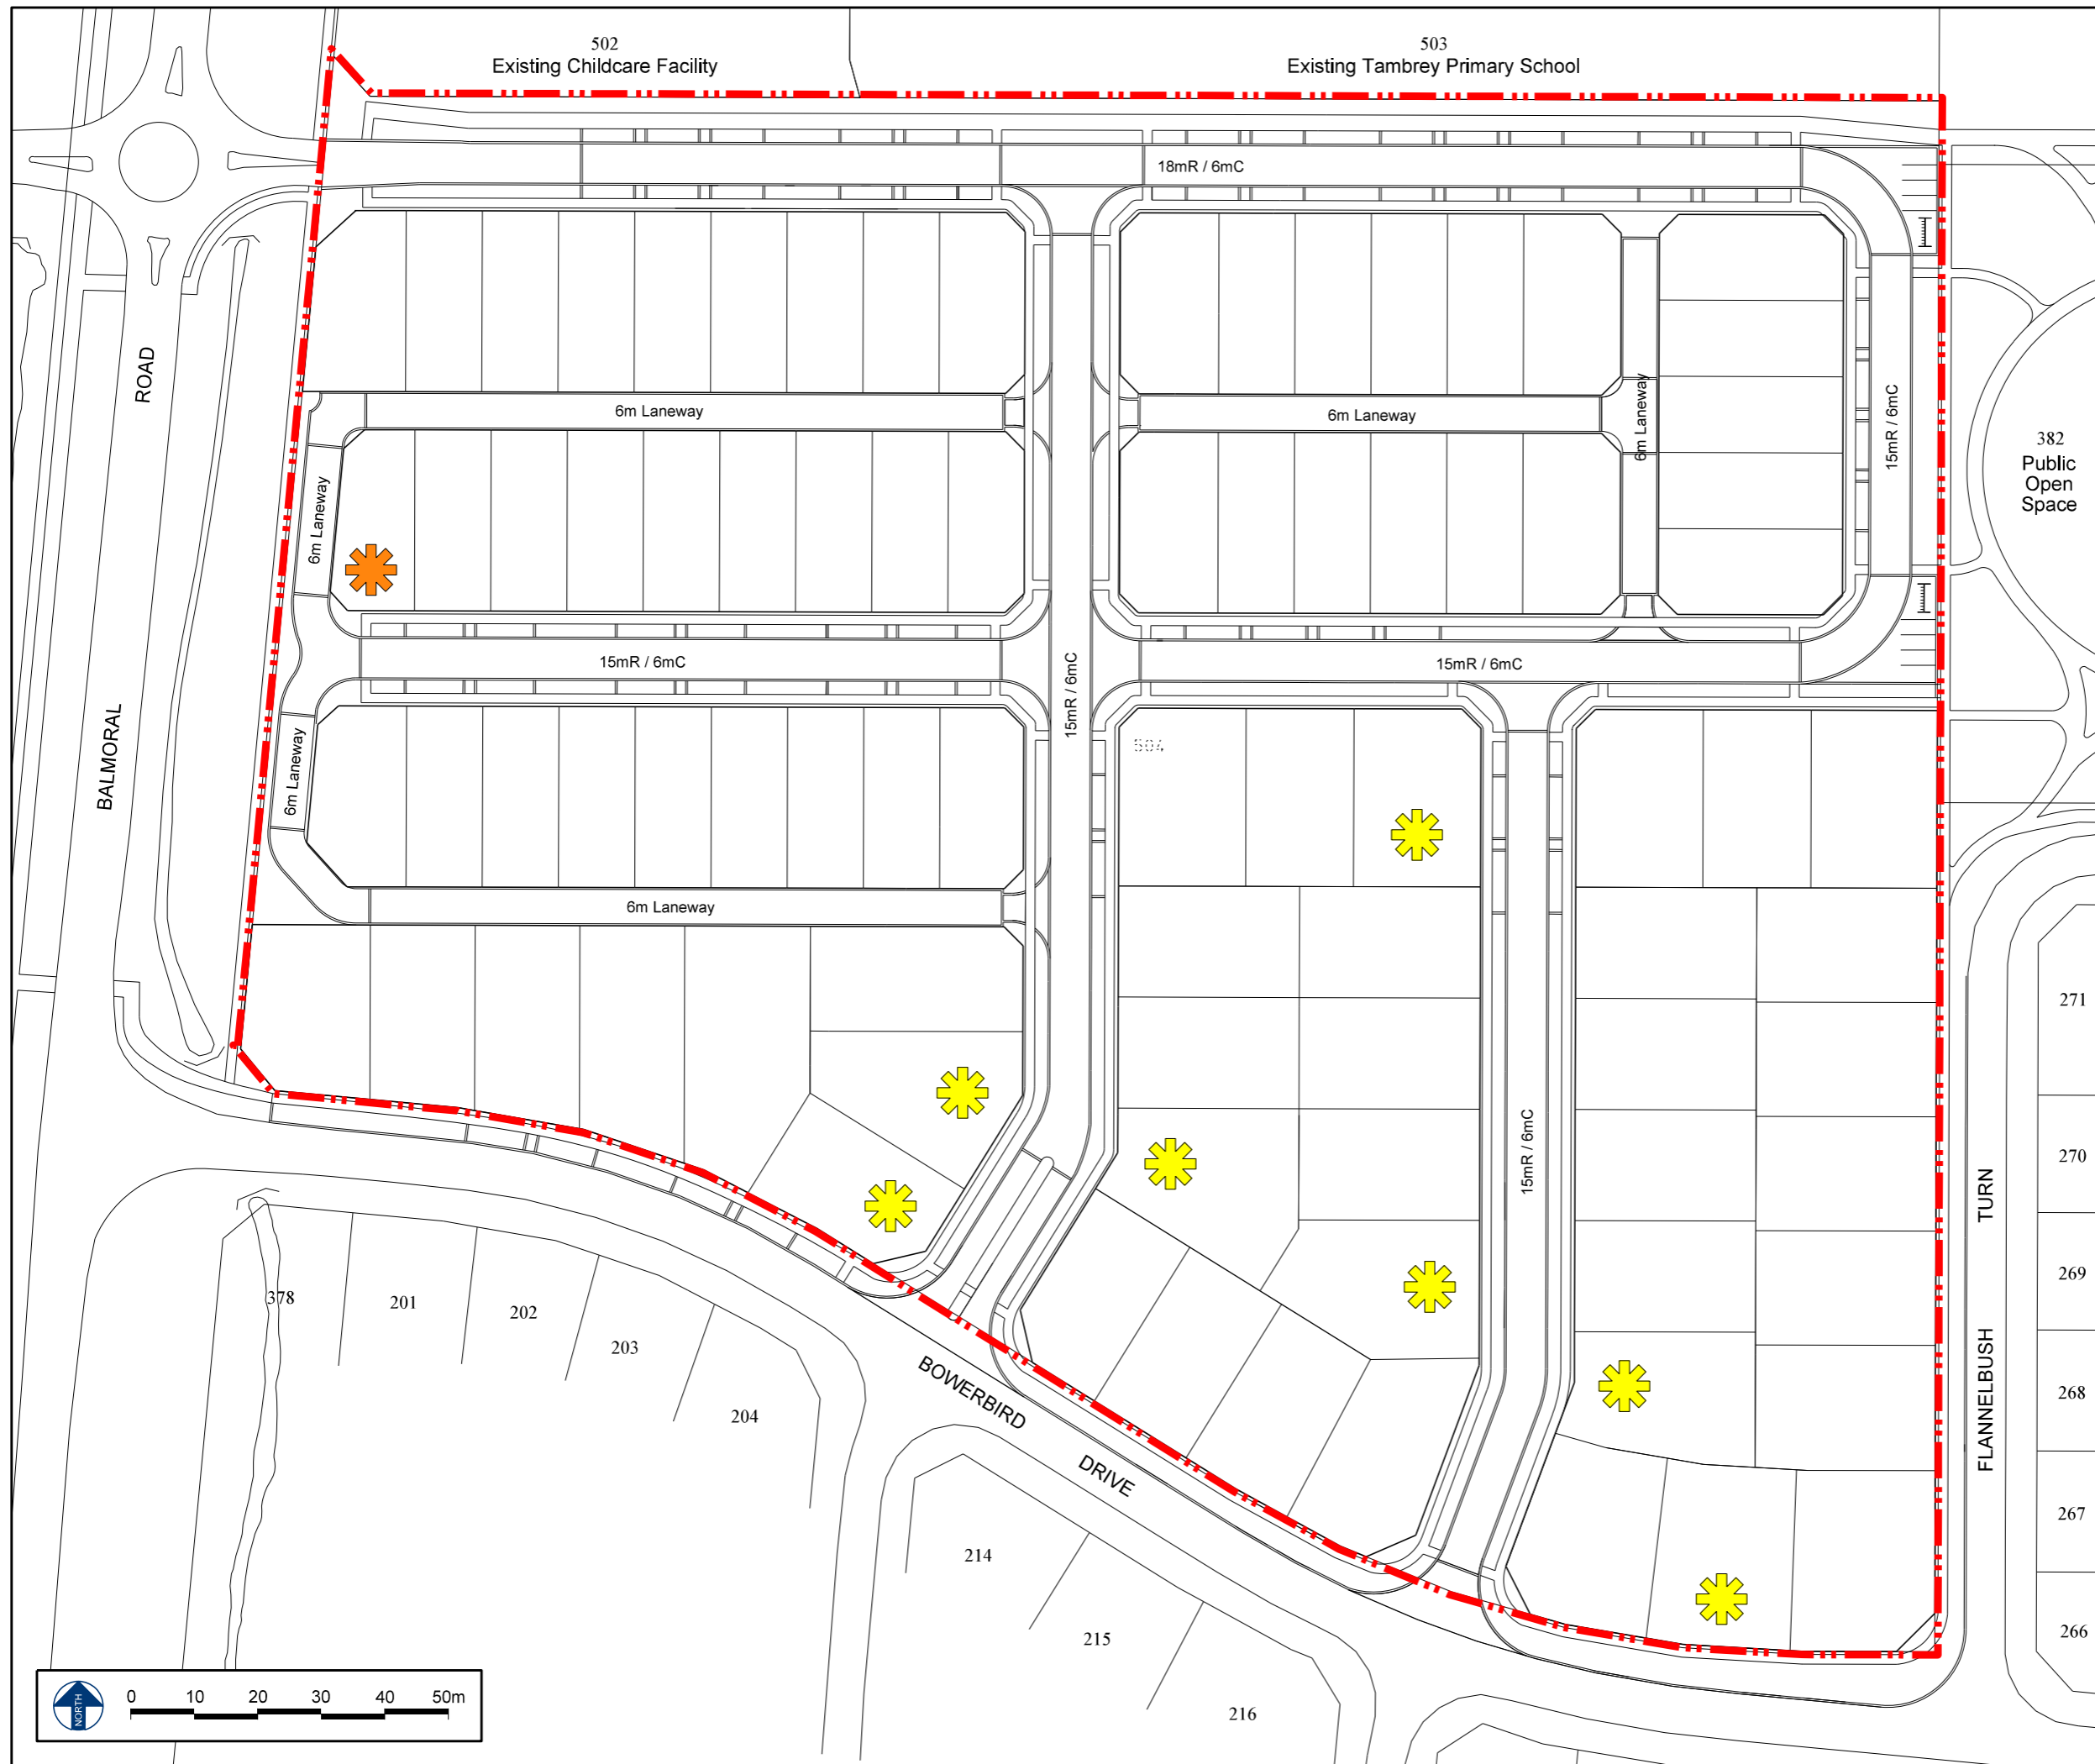 502
Existing Childcare Facility
503
Existing Tambrey Primary School
18mR / 6mC
ROAD
BALMORAL
6m Laneway
6m Laneway
6m Laneway
15mR / 6mC
382
Public
Open
Space
6m Laneway
15mR / 6mC
15mR / 6mC
15mR / 6mC
6m Laneway
504
6m Laneway
15mR / 6mC
271
270
269
268
267
266
FLANNELBUSH TURN
378
201
202
203
204
BOWERBIRD
DRIVE
214
215
216
NORTH
0 10 20 30 40 50m